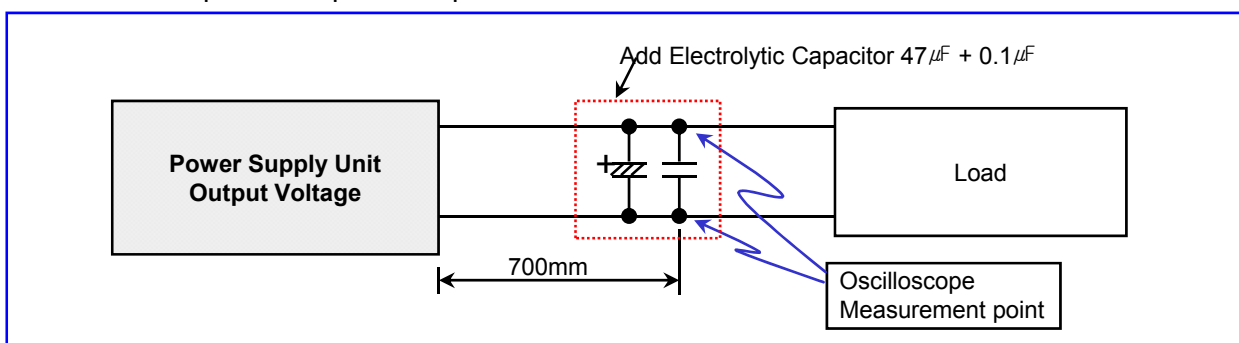 Add Electrolytic Capacitor 47㎌ + 0.1㎌
Power Supply Unit
Output Voltage
+
Load
700mm
Oscilloscope
Measurement point